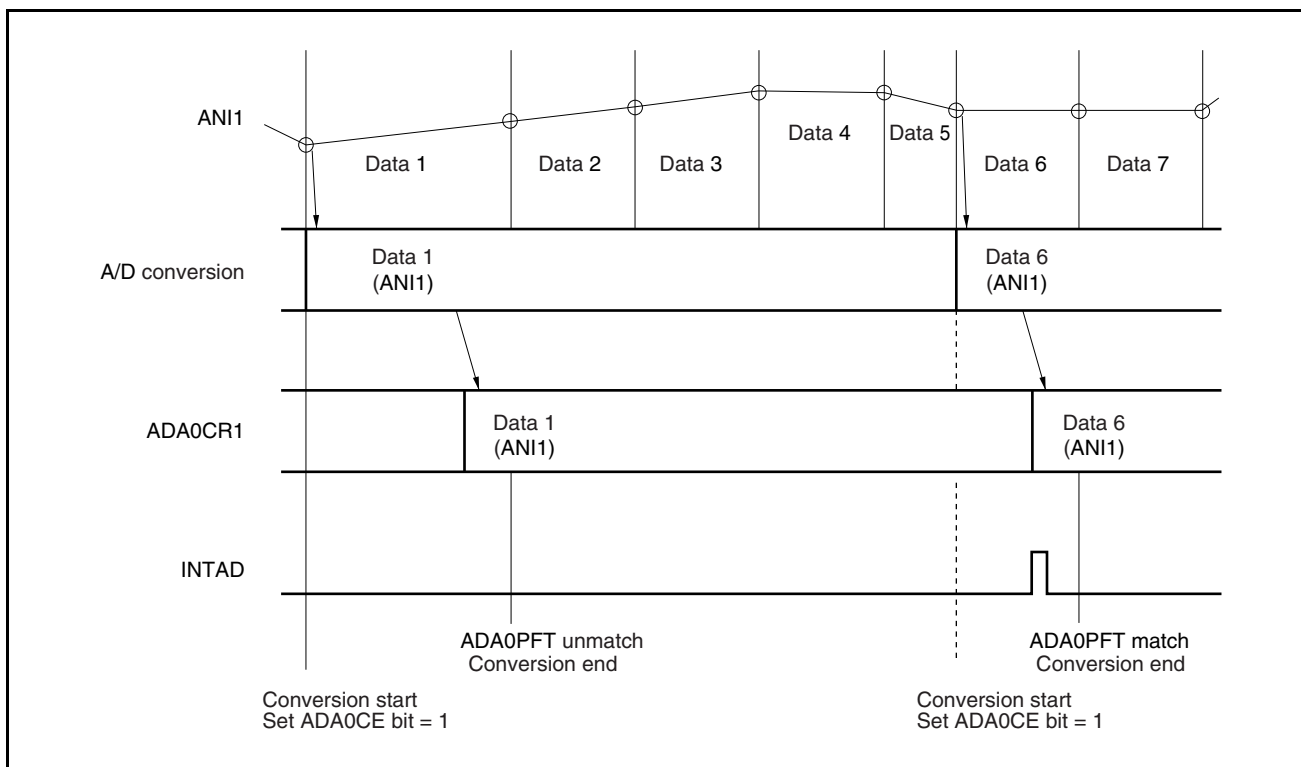 ANI1
Data 1
Data 2
Data 3
Data 4
Data 5
Data 6
Data 7
A/D conversion
Data 1
(ANI1)
Data 6
(ANI1)
ADA0CR1
Data 1
(ANI1)
Data 6
(ANI1)
INTAD
ADA0PFT unmatch
Conversion end
ADA0PFT match
Conversion end
Conversion start
Set ADA0CE bit = 1
Conversion start
Set ADA0CE bit = 1